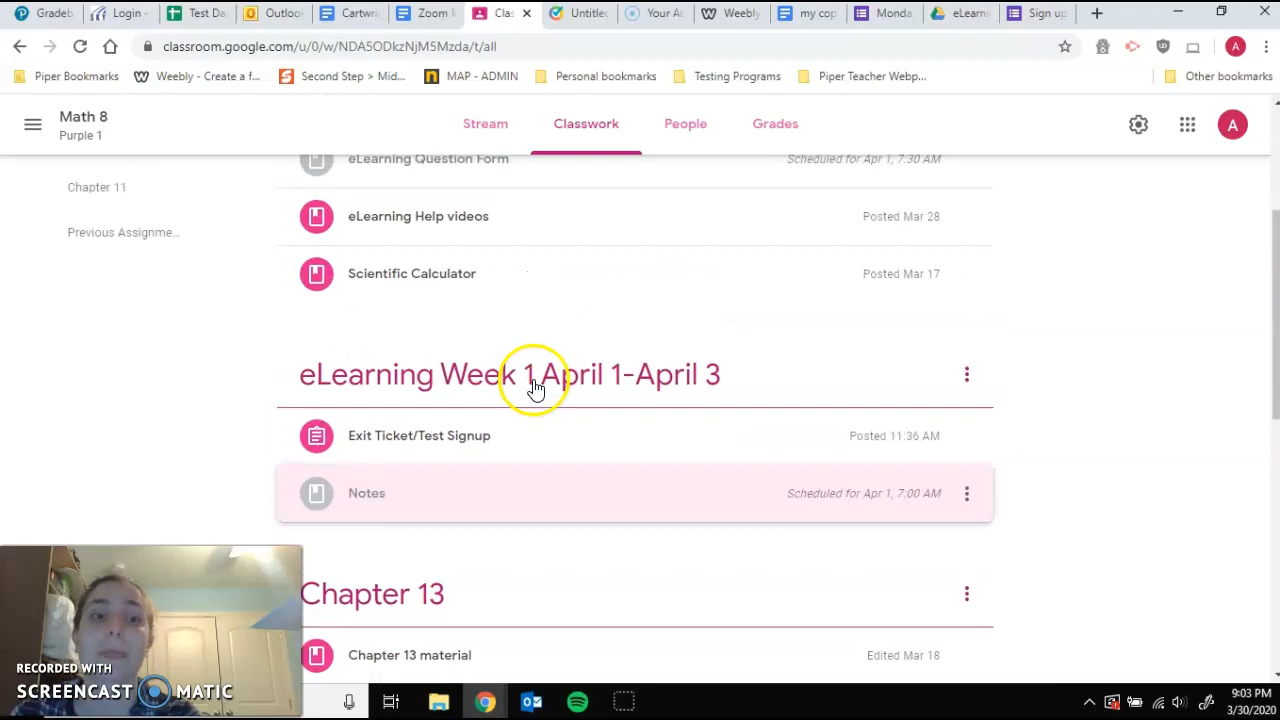 Gradeb
Login -
Test Da
Outlook
Cartwri
Zoom M
Clas
Untitled
Your Ac
Weebly
my cop
Monda
eLearni
Sign up
classroom.google.com/u/0/w/NDA5ODkzNjM5Mzda/t/all
A
Piper Bookmarks
Weebly - Create a f...
Second Step > Mid...
MAP - ADMIN
Personal bookmarks
Testing Programs
Piper Teacher Webp...
Other bookmarks
Math 8
Purple 1
Stream
Classwork
People
Grades
A
Chapter 11
Previous Assignme...
eLearning Question Form
Scheduled for Apr 1, 7:30 AM
eLearning Help videos
Posted Mar 28
Scientific Calculator
Posted Mar 17
eLearning Week 1 April 1-April 3
Exit Ticket/Test Signup
Posted 11:36 AM
Notes
Scheduled for Apr 1, 7:00 AM
Chapter 13
Chapter 13 material
Edited Mar 18
RECORDED WITH
SCREENCAST MATIC
9:03 PM
3/30/2020